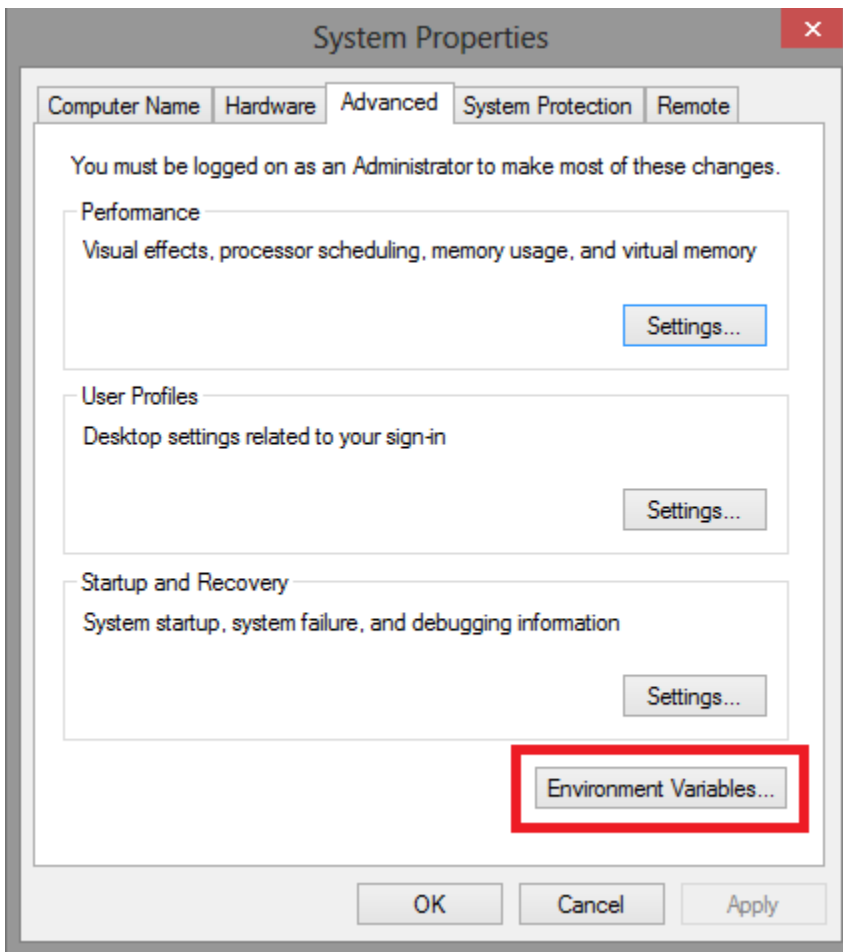 System Properties
Computer Name Hardware Advanced System Protection Remote
You must be logged on as an Administrator to make most of these changes.
Performance
Visual effects, processor scheduling, memory usage, and virtual memory
Settings...
User Profiles
Desktop settings related to your sign-in
Settings...
Startup and Recovery
System startup, system failure, and debugging information
Settings...
Environment Variables...
OK Cancel Apply